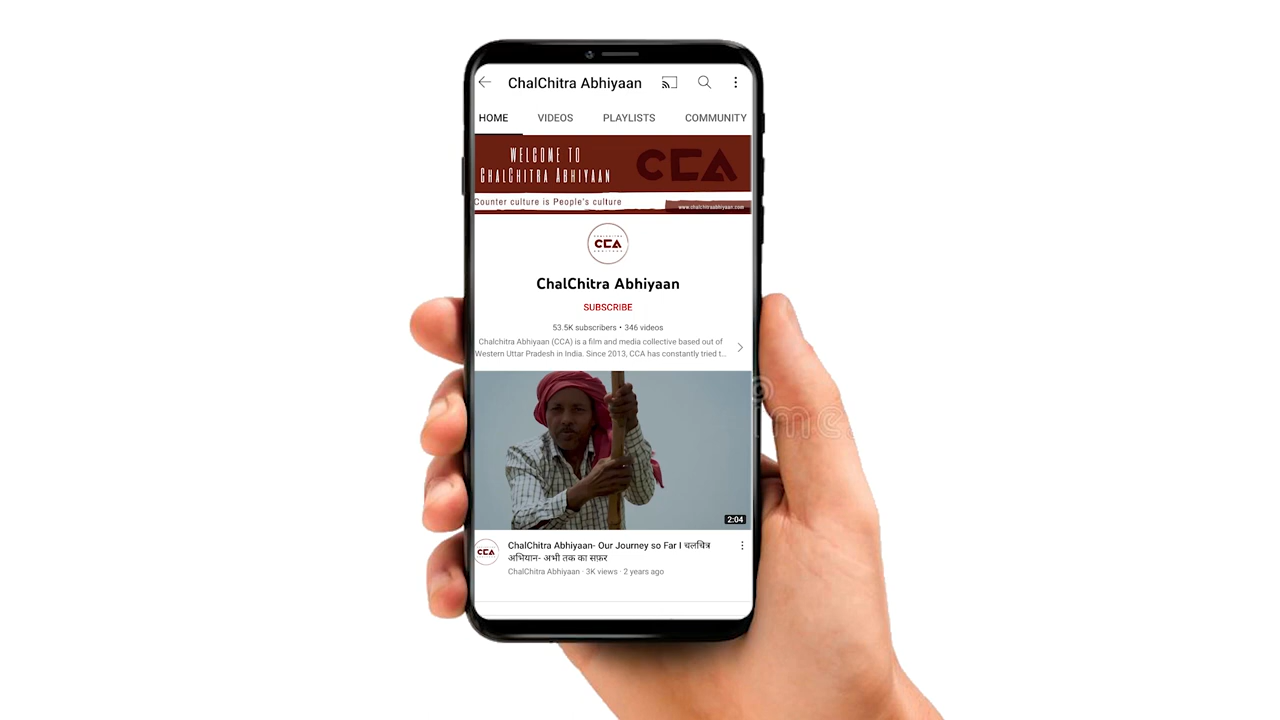 ChalChitra Abhiyaan
HOME VIDEOS PLAYLISTS COMMUNITY
WELCOME TO
CHALCHITRA ABHIYAAN
CCA
Counter culture is People's culture
www.chalchitraabhiyaan.com
CCA
ChalChitra Abhiyaan
SUBSCRIBE
53.5K subscribers • 346 videos
Chalchitra Abhiyaan (CCA) is a film and media collective based out of
Western Uttar Pradesh in India. Since 2013, CCA has constantly tried t...
2:04
CCA
ChalChitra Abhiyaan- Our Journey so Far I चलचित्र
अभियान- अभी तक का सफ़र
ChalChitra Abhiyaan · 3K views · 2 years ago